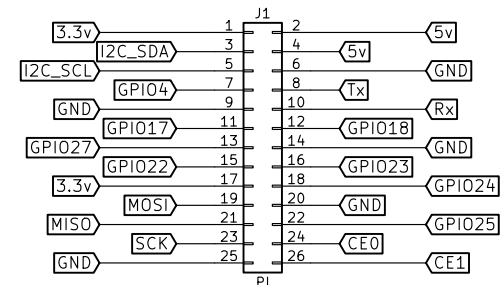 J1
3.3v 1 2 5v
I2C_SDA 3 4 5v
I2C_SCL 5 6 GND
GPIO4 7 8 Tx
GND 9 10 Rx
GPIO17 11 12 GPIO18
GPIO27 13 14 GND
GPIO22 15 16 GPIO23
3.3v 17 18 GPIO24
MOSI 19 20 GND
MISO 21 22 GPIO25
SCK 23 24 CE0
GND 25 26 CE1
PI